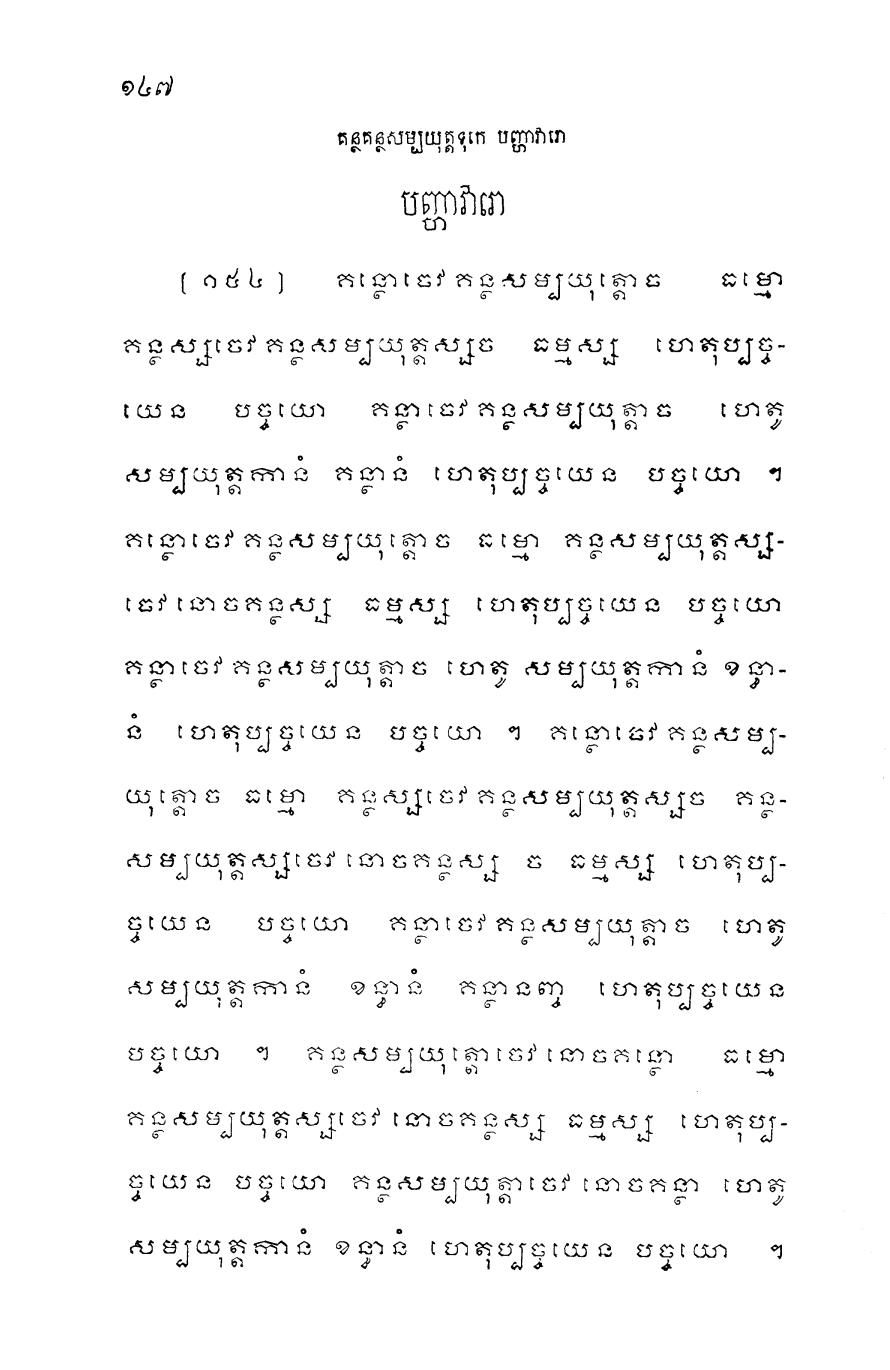 ១៤៧
គន្ថគន្ថសម្បយុត្តទុកេ បញ្ហាវារោ
បញ្ហាវារោ
[ ១៥៤ ] គន្ថោចេវគន្ថសម្បយុត្តោច ធម្មោ
គន្ថស្សចេវគន្ថសម្បយុត្តស្សច ធម្មស្ស ហេតុប្បច្ច-
យេន បច្ចយោ គន្ថាចេវគន្ថសម្បយុត្តាច ហេតូ
សម្បយុត្តកានំ គន្ថានំ ហេតុប្បច្ចយេន បច្ចយោ ។
គន្ថោចេវគន្ថសម្បយុត្តោច ធម្មោ គន្ថសម្បយុត្តស្ស-
ចេវនោចគន្ថស្ស ធម្មស្ស ហេតុប្បច្ចយេន បច្ចយោ
គន្ថាចេវគន្ថសម្បយុត្តាច ហេតូ សម្បយុត្តកានំ ខន្ធា-
នំ ហេតុប្បច្ចយេន បច្ចយោ ។ គន្ថោចេវគន្ថសម្ប-
យុត្តោច ធម្មោ គន្ថស្សចេវគន្ថសម្បយុត្តស្សច គន្ថ-
សម្បយុត្តស្សចេវនោចគន្ថស្ស ច ធម្មស្ស ហេតុប្ប-
ច្ចយេន បច្ចយោ គន្ថាចេវគន្ថសម្បយុត្តាច ហេតូ
សម្បយុត្តកានំ ខន្ធានំ គន្ថានញ្ច ហេតុប្បច្ចយេន
បច្ចយោ ។ គន្ថសម្បយុត្តោចេវនោចគន្ថោ ធម្មោ
គន្ថសម្បយុត្តស្សចេវនោចគន្ថស្ស ធម្មស្ស ហេតុប្ប-
ច្ចយេន បច្ចយោ គន្ថសម្បយុត្តាចេវនោចគន្ថា ហេតូ
សម្បយុត្តកានំ ខន្ធានំ ហេតុប្បច្ចយេន បច្ចយោ ។